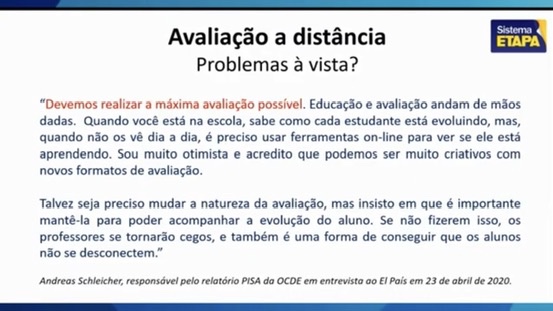 Avaliação a distância
Problemas à vista?
Sistema
ETAPA
“Devemos realizar a máxima avaliação possível. Educação e avaliação andam de mãos
dadas. Quando você está na escola, sabe como cada estudante está evoluindo, mas,
quando não os vê dia a dia, é preciso usar ferramentas on-line para ver se ele está
aprendendo. Sou muito otimista e acredito que podemos ser muito criativos com
novos formatos de avaliação.
Talvez seja preciso mudar a natureza da avaliação, mas insisto em que é importante
mantê-la para poder acompanhar a evolução do aluno. Se não fizerem isso, os
professores se tornarão cegos, e também é uma forma de conseguir que os alunos
não se desconectem.”
Andreas Schleicher, responsável pelo relatório PISA da OCDE em entrevista ao El País em 23 de abril de 2020.